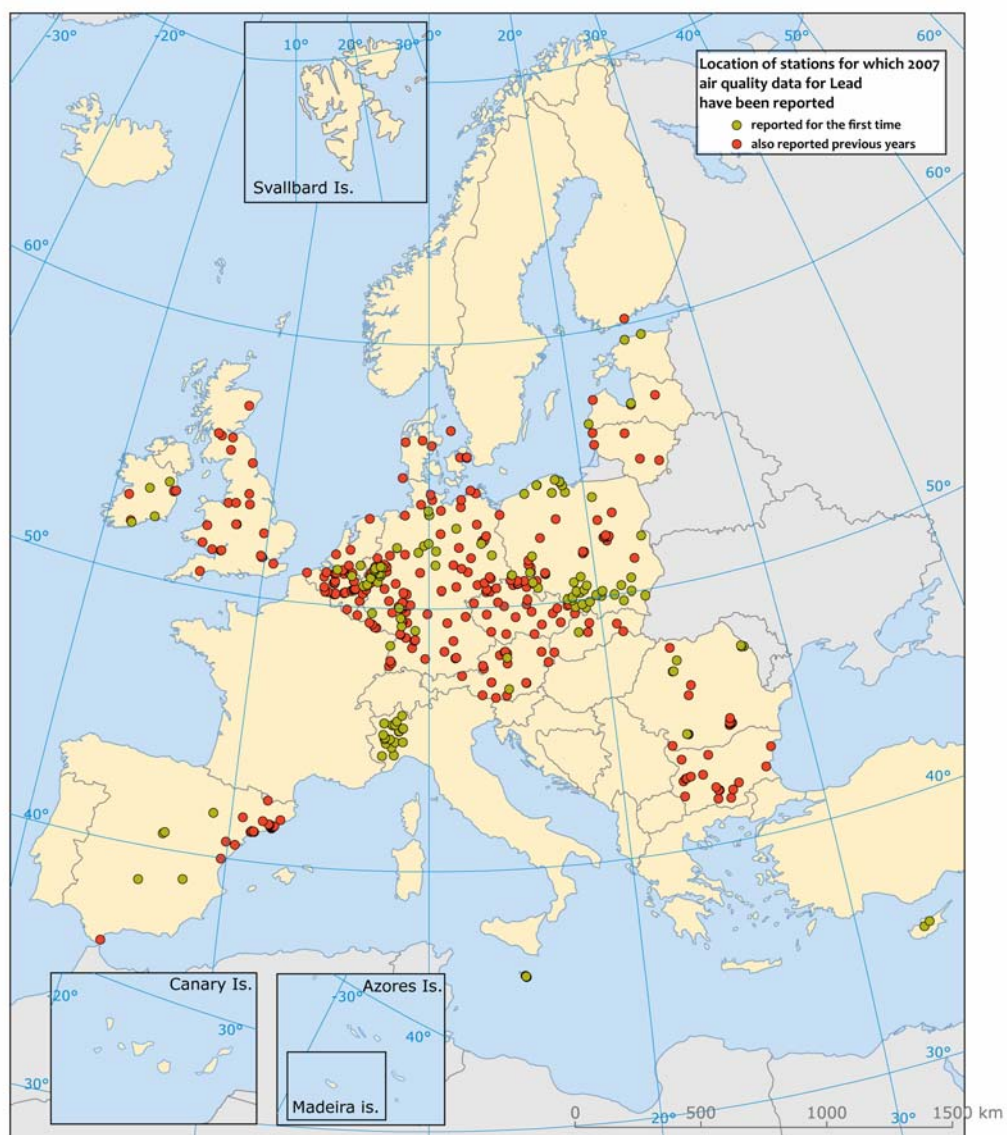 -30°
-20°
10°
20°
30°
20°
30°
40°
50°
60°
Location of stations for which 2007
air quality data for Lead
have been reported
reported for the first time
also reported previous years
Svallbard Is.
60°
60°
50°
50°
40°
40°
30°
30°
Canary Is.
-20°
30°
Azores Is.
-30°
40°
Madeira is.
0
500
1000
1500 km
20°
30°